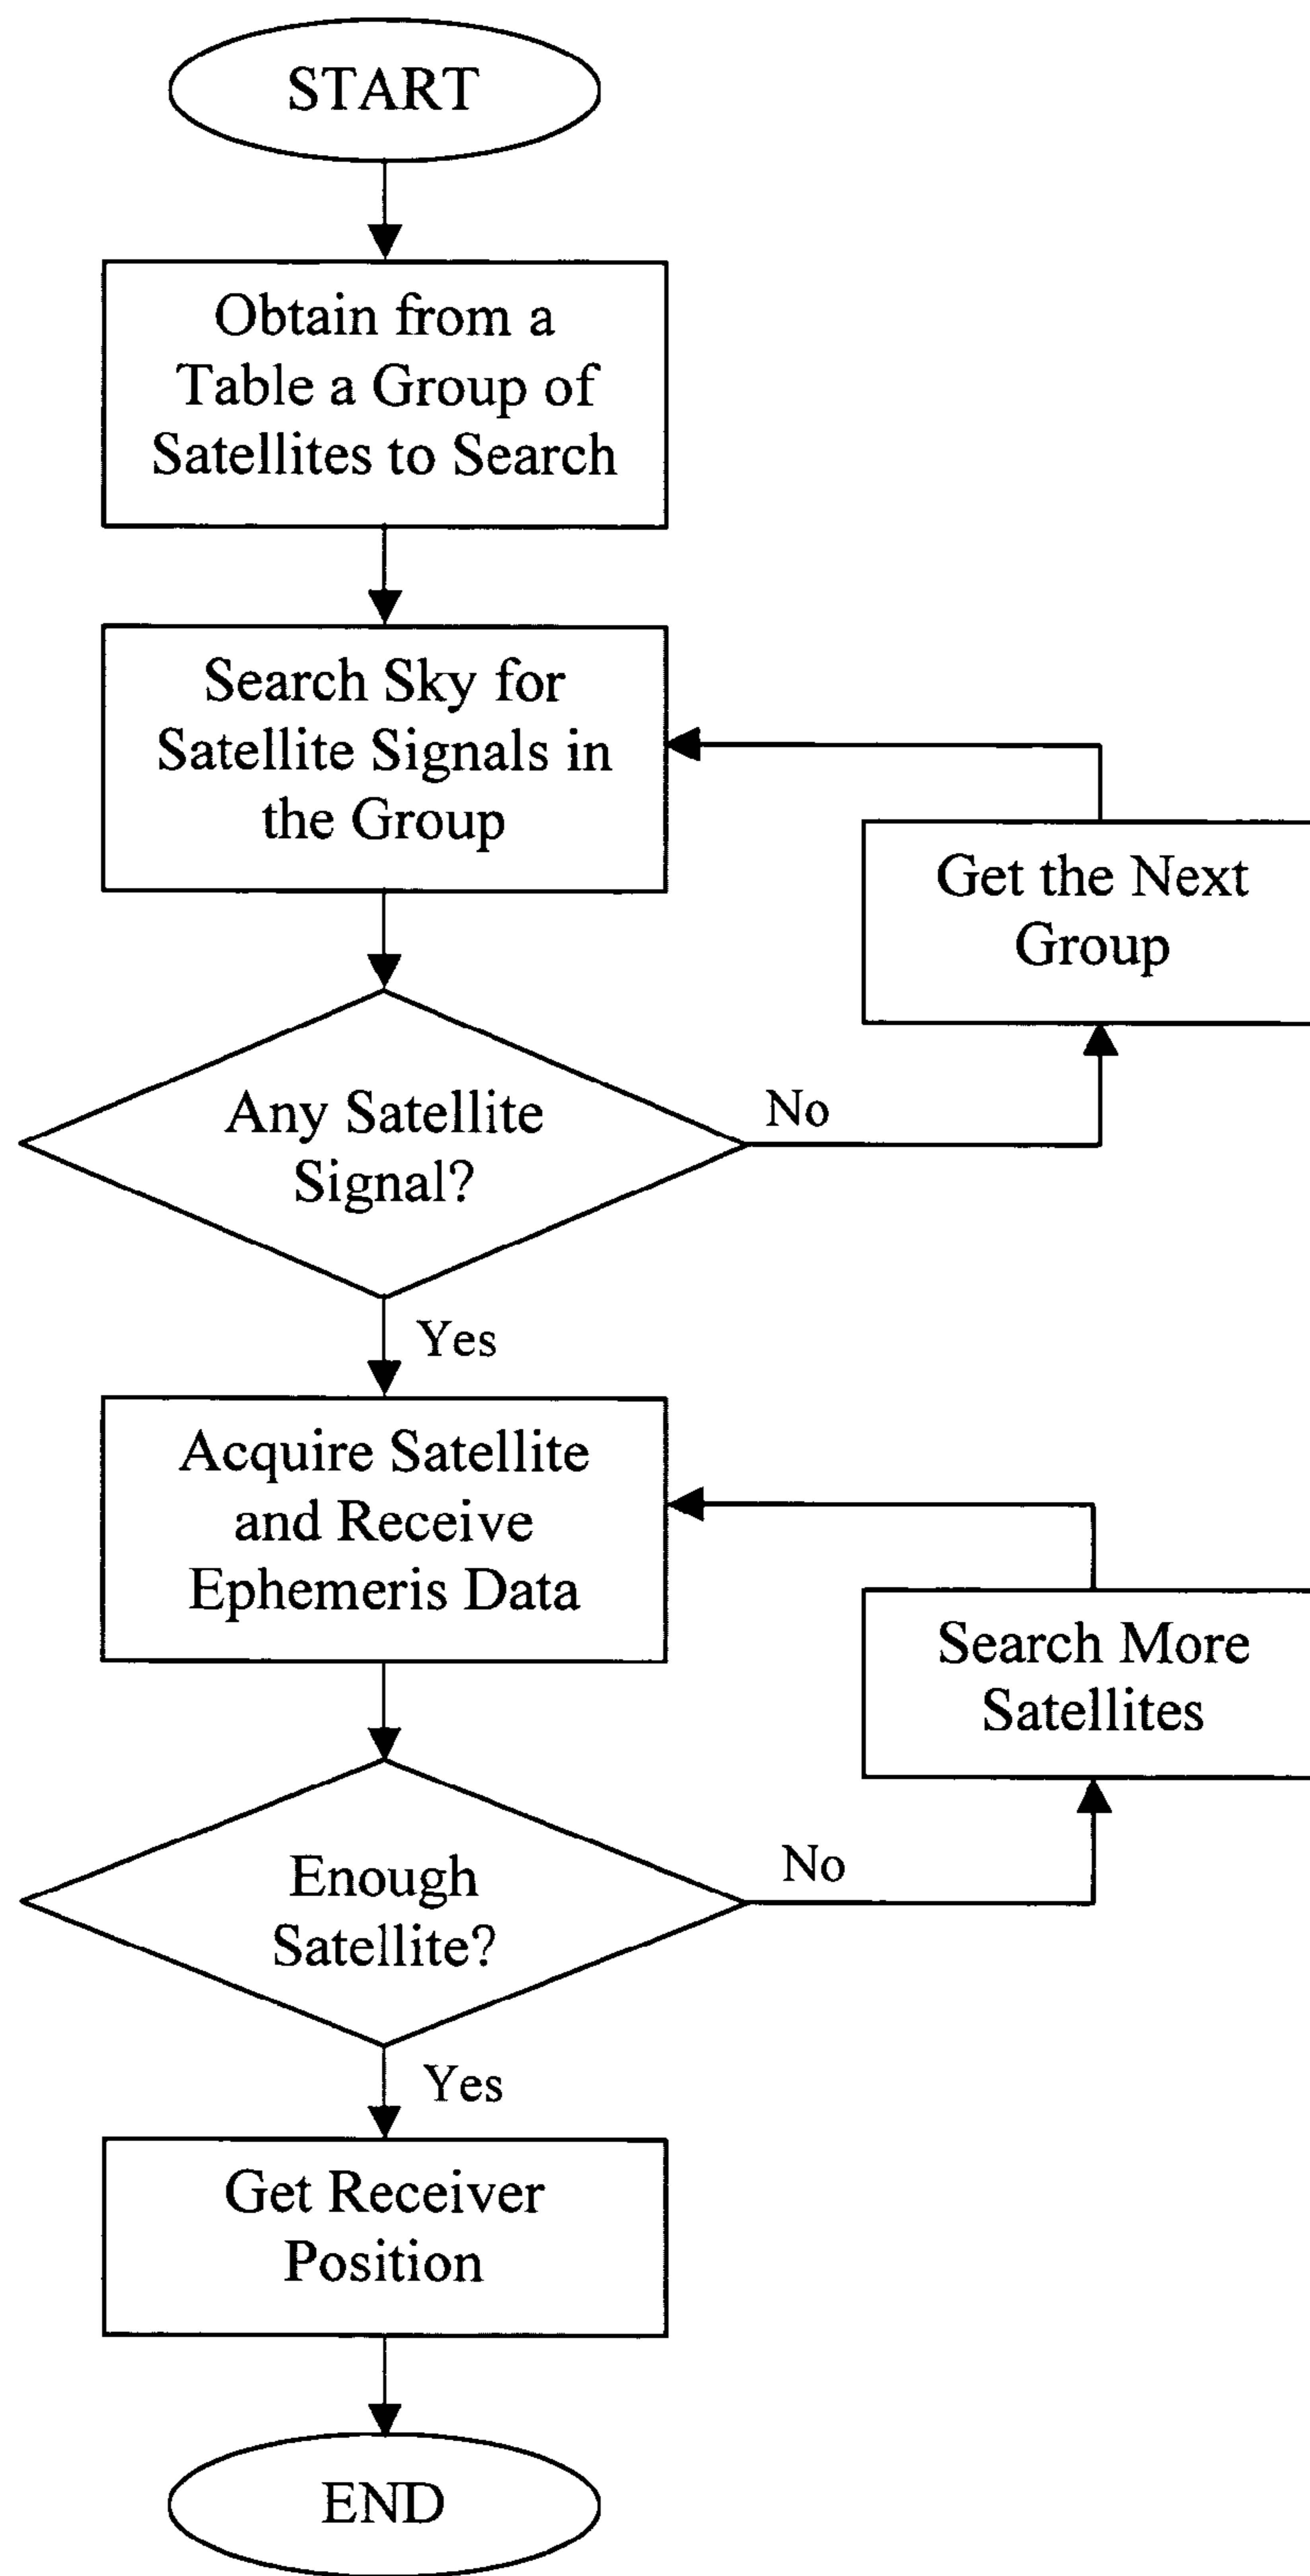 START
Obtain from a
Table a Group of
Satellites to Search
Search Sky for
Satellite Signals in
the Group
Get the Next
Group
Any Satellite
Signal?
No
Yes
Acquire Satellite
and Receive
Ephemeris Data
Search More
Satellites
Enough
Satellite?
No
Yes
Get Receiver
Position
END